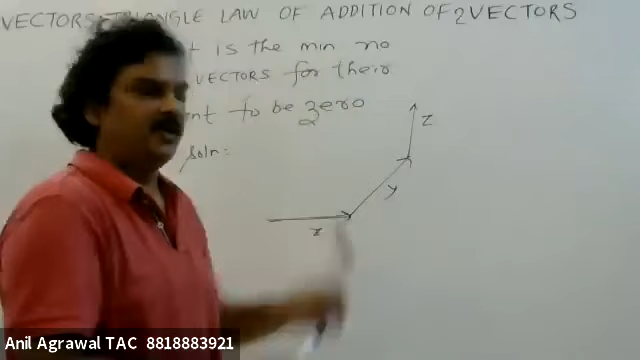 VECTORS: TRIANGLE LAW OF ADDITION OF 2 VECTORS
t is the min no
VECTORS for their
nt to be zero
Soln:
z
y
x
Anil Agrawal TAC 8818883921